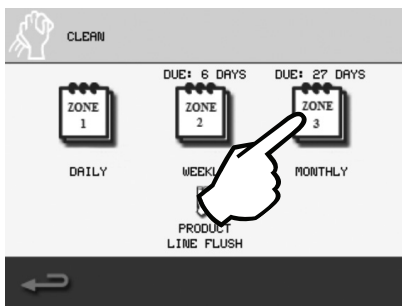 CLEAN
DUE: 6 DAYS
DUE: 27 DAYS
ZONE
1
ZONE
2
ZONE
3
DAILY
MONTHLY
PRODUCT
LINE FLUSH